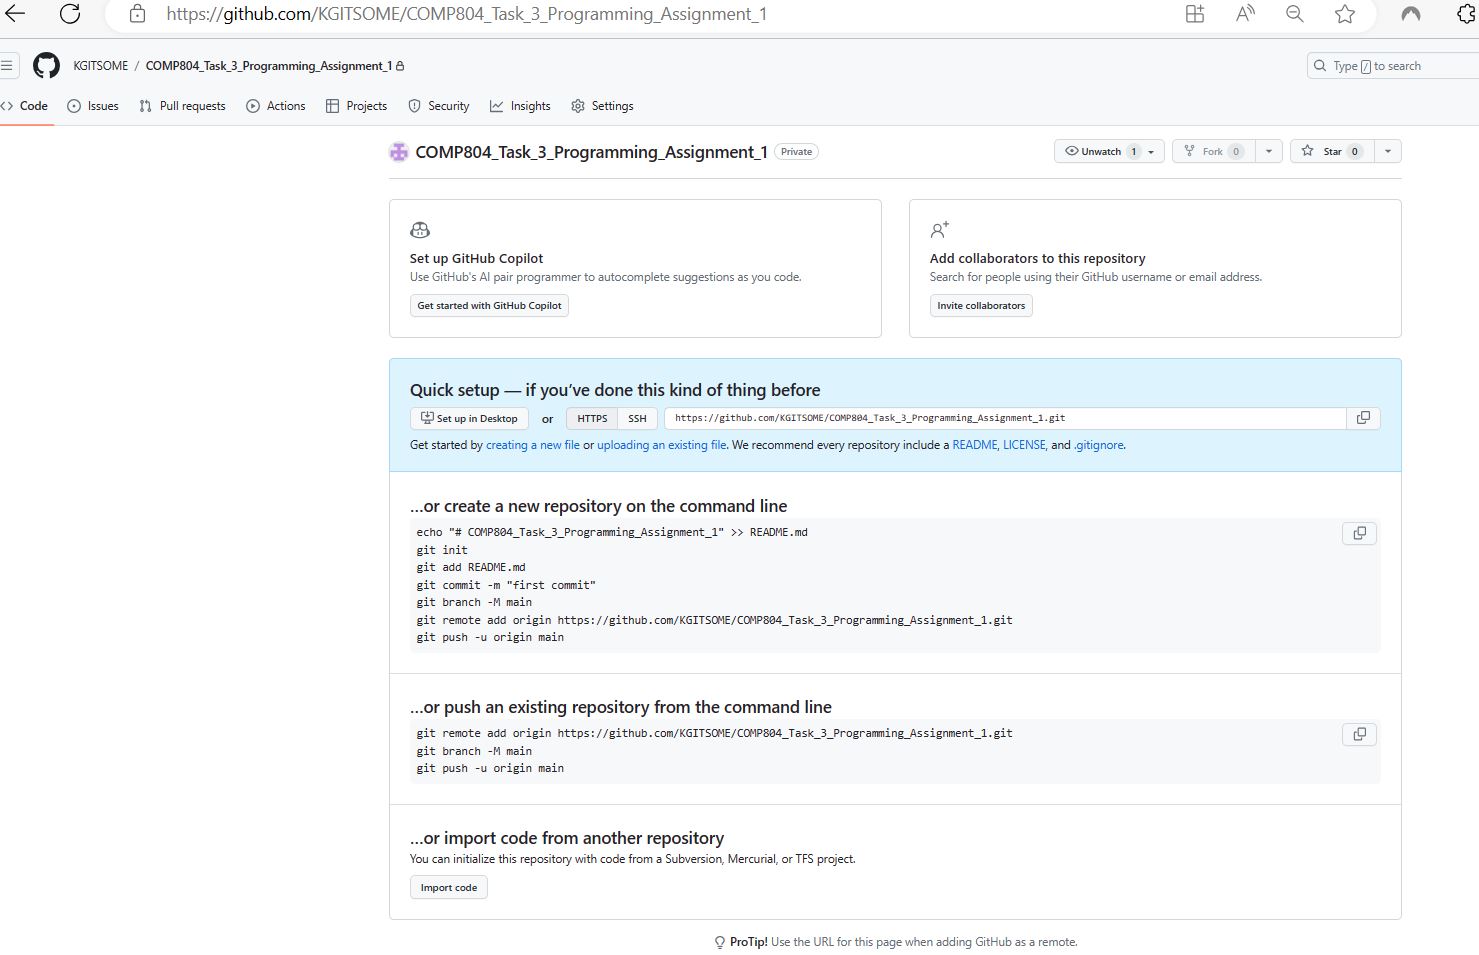 https://github.com/KGITSOME/COMP804_Task_3_Programming_Assignment_1
KGITSOME / COMP804_Task_3_Programming_Assignment_1
Type / to search
Code Issues Pull requests Actions Projects Security Insights Settings
COMP804_Task_3_Programming_Assignment_1 Private
Unwatch 1 Fork 0 Star 0
Set up GitHub Copilot
Use GitHub's AI pair programmer to autocomplete suggestions as you code.
Get started with GitHub Copilot
Add collaborators to this repository
Search for people using their GitHub username or email address.
Invite collaborators
Quick setup — if you’ve done this kind of thing before
Set up in Desktop or HTTPS SSH https://github.com/KGITSOME/COMP804_Task_3_Programming_Assignment_1.git
Get started by creating a new file or uploading an existing file. We recommend every repository include a README, LICENSE, and .gitignore.
…or create a new repository on the command line
echo "# COMP804_Task_3_Programming_Assignment_1" >> README.md
git init
git add README.md
git commit -m "first commit"
git branch -M main
git remote add origin https://github.com/KGITSOME/COMP804_Task_3_Programming_Assignment_1.git
git push -u origin main
…or push an existing repository from the command line
git remote add origin https://github.com/KGITSOME/COMP804_Task_3_Programming_Assignment_1.git
git branch -M main
git push -u origin main
…or import code from another repository
You can initialize this repository with code from a Subversion, Mercurial, or TFS project.
Import code
ProTip! Use the URL for this page when adding GitHub as a remote.